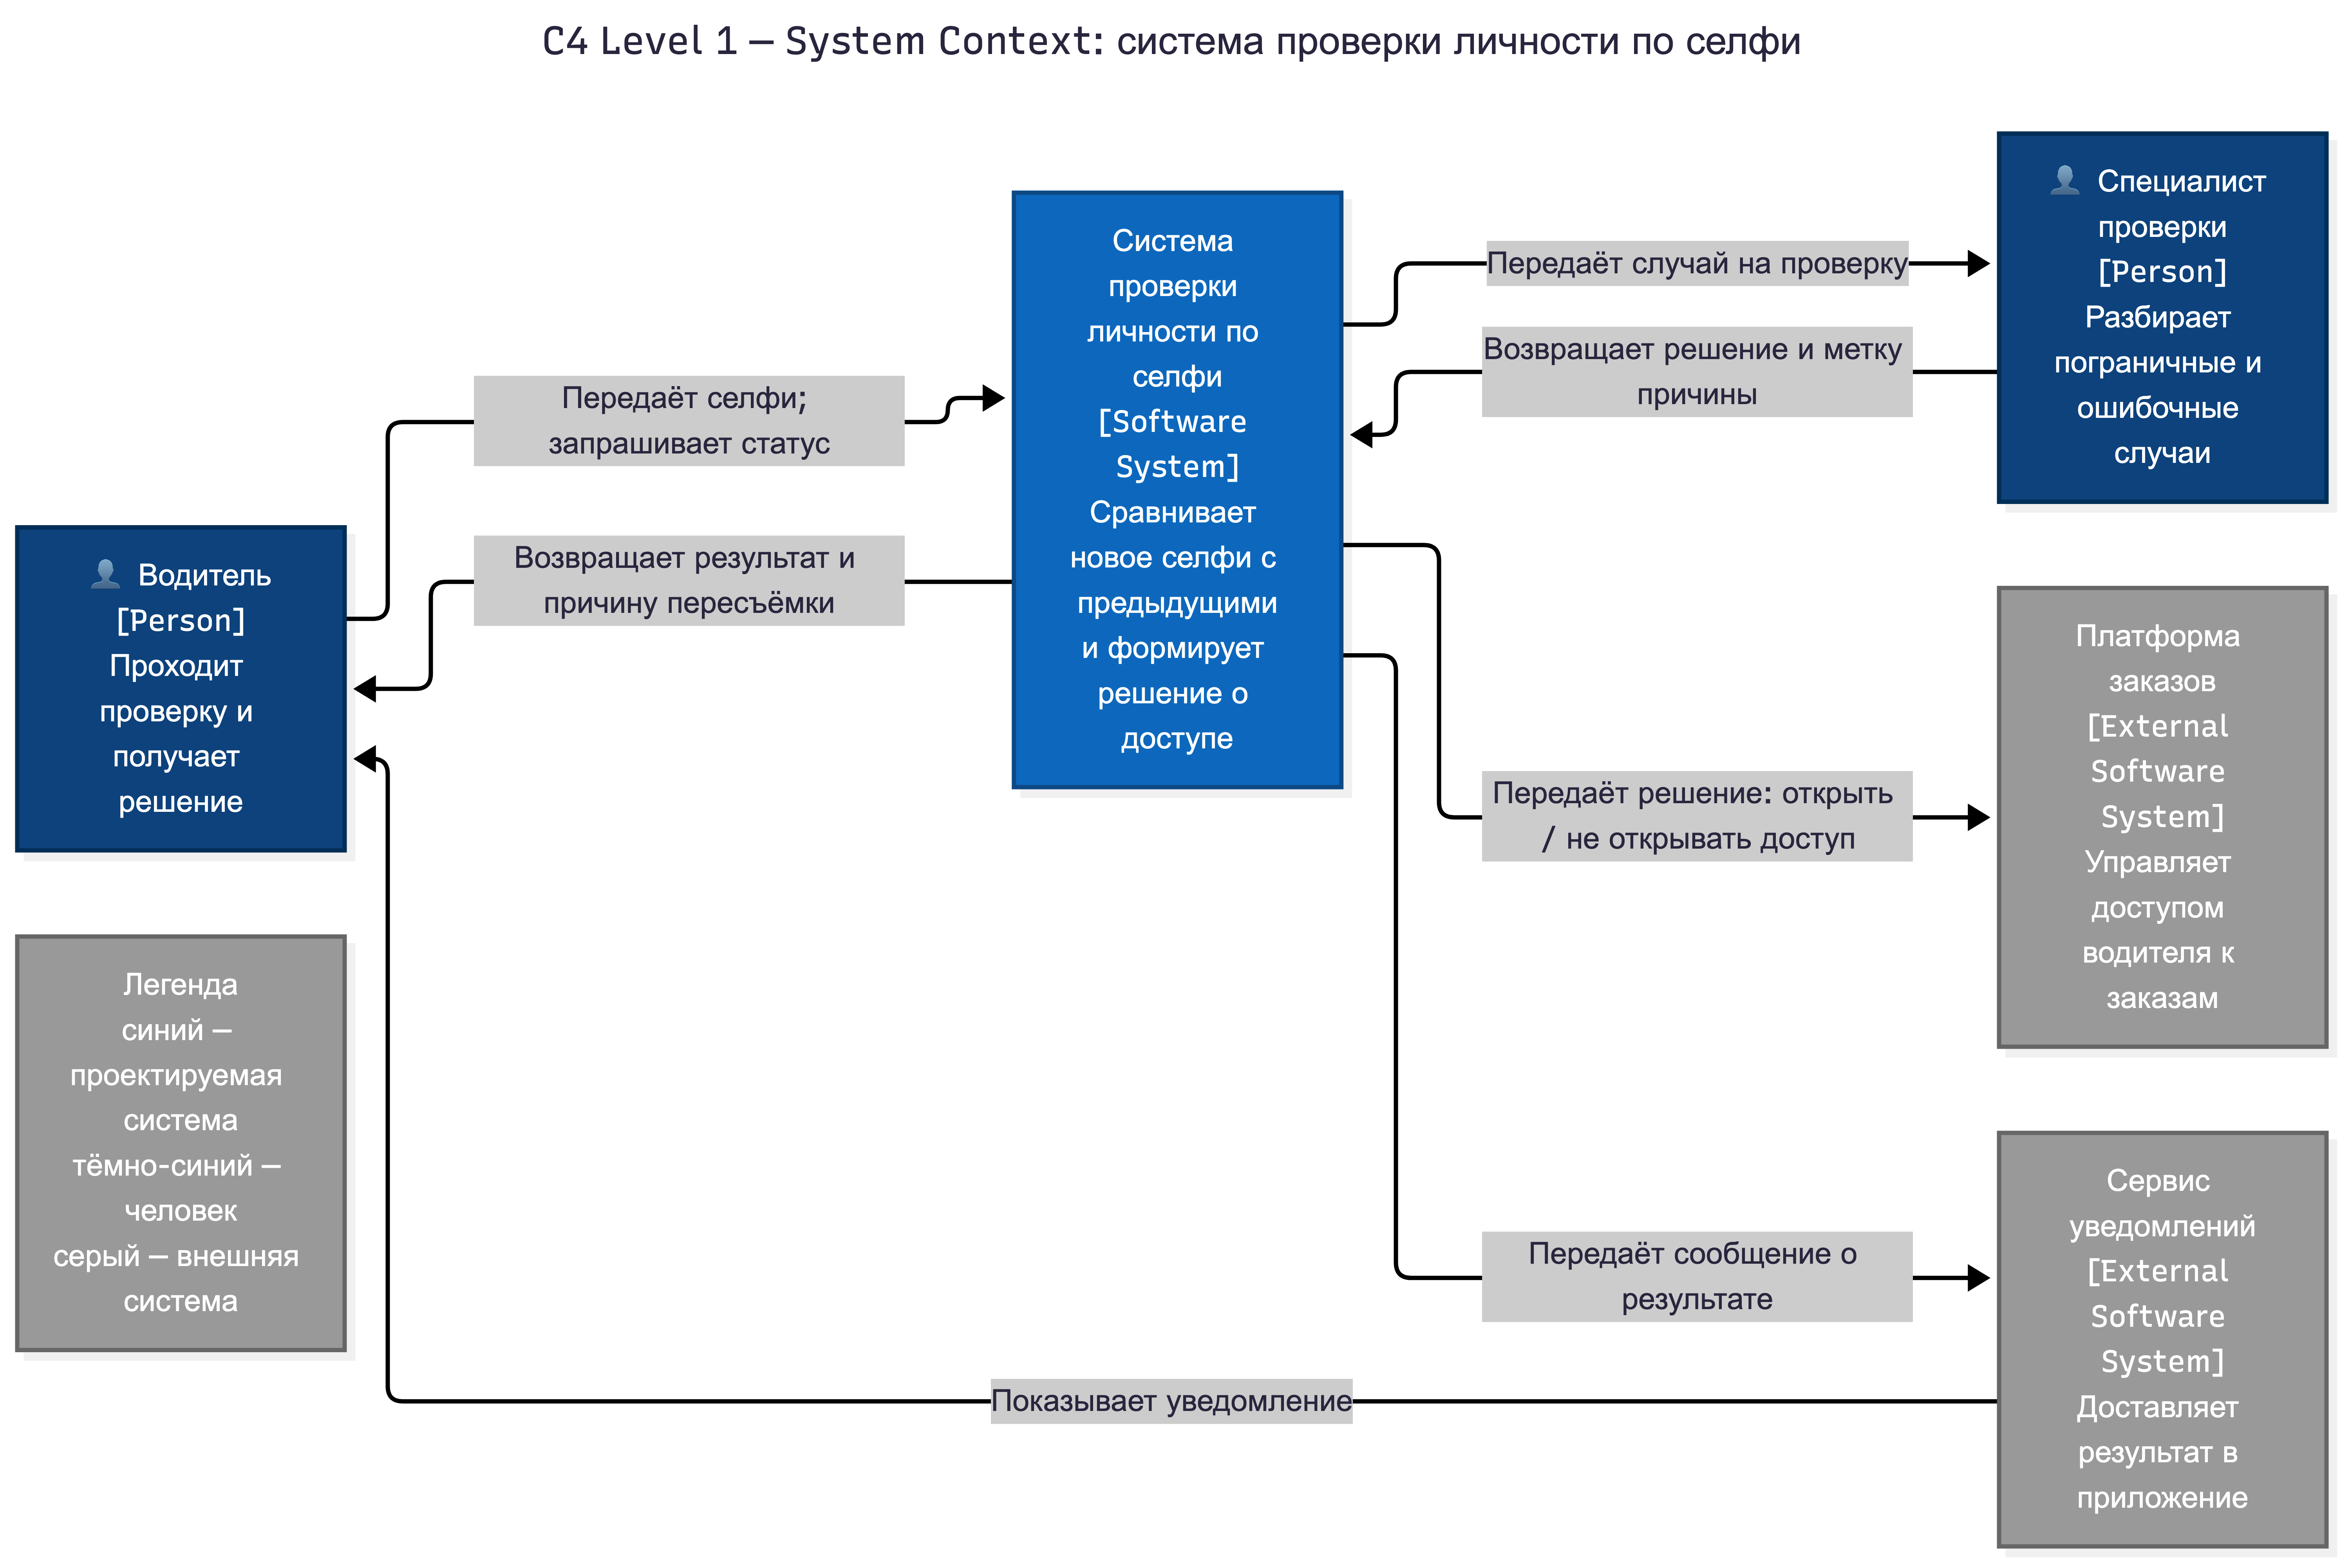 C4 Level 1 — System Context: система проверки личности по селфи
Специалист
проверки
[Person]
Разбирает
пограничные и
ошибочные
случаи
Система
проверки
личности по
селфи
[Software
System]
Сравнивает
новое селфи с
предыдущими
и формирует
решение о
доступе
Передаёт случай на проверку
Возвращает решение и метку
причины
Передаёт селфи;
запрашивает статус
Возвращает результат и
причину пересъёмки
Водитель
[Person]
Проходит
проверку и
получает
решение
Платформа
заказов
[External
Software
System]
Управляет
доступом
водителя к
заказам
Передаёт решение: открыть
/ не открывать доступ
Легенда
синий —
проектируемая
система
тёмно-синий —
человек
серый — внешняя
система
Сервис
уведомлений
[External
Software
System]
Доставляет
результат в
приложение
Передаёт сообщение о
результате
Показывает уведомление